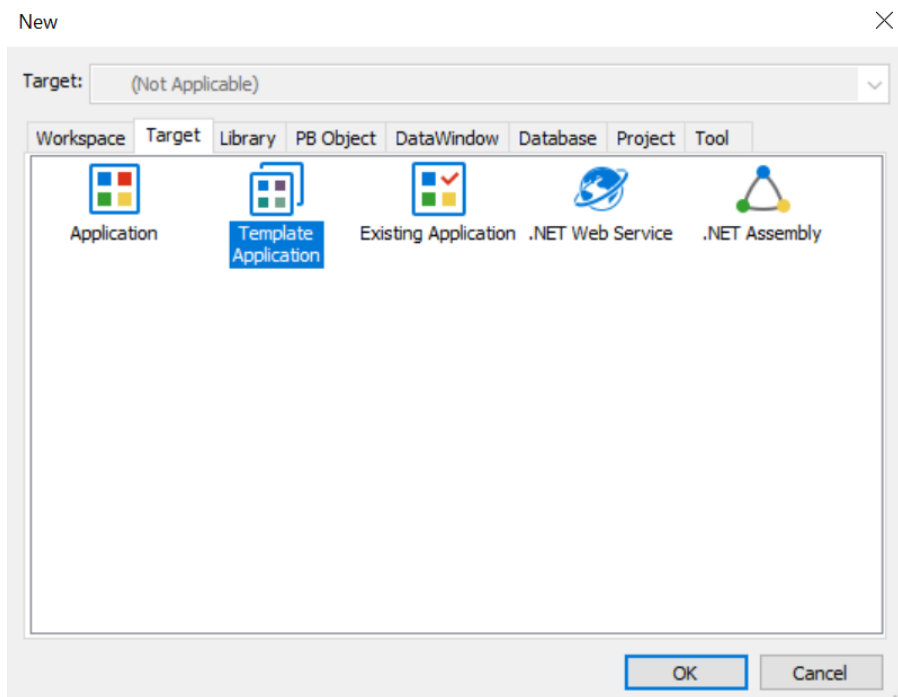 New
Target: (Not Applicable)
Workspace Target Library PB Object DataWindow Database Project Tool
Application
Template
Application
Existing Application
.NET Web Service
.NET Assembly
OK Cancel